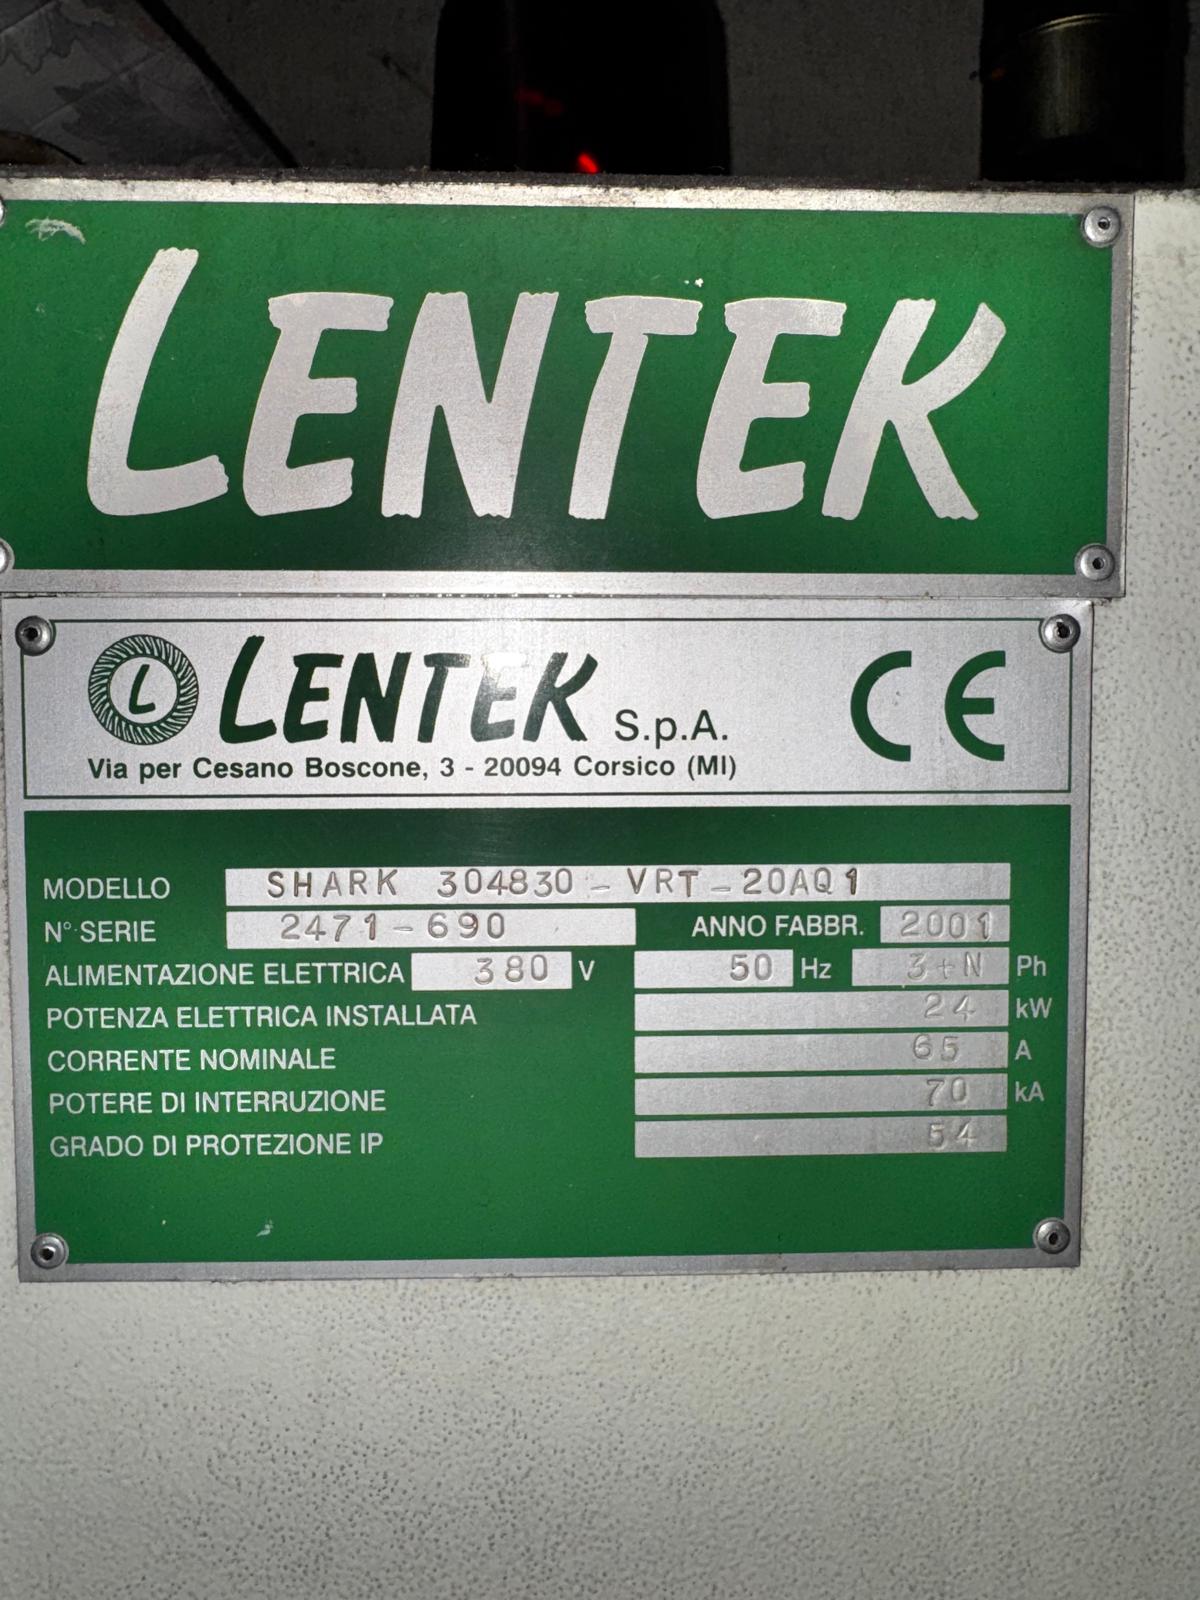 LENTEK
L LENTEK S.p.A. CE
Via per Cesano Boscone, 3 - 20094 Corsico (MI)
MODELLO SHARK 304830 - VRT - 20AQ1
N° SERIE 2471 - 690 ANNO FABBR. 2001
ALIMENTAZIONE ELETTRICA 380 V 50 Hz 3+N Ph
POTENZA ELETTRICA INSTALLATA 24 kW
CORRENTE NOMINALE 65 A
POTERE DI INTERRUZIONE 70 kA
GRADO DI PROTEZIONE IP 54